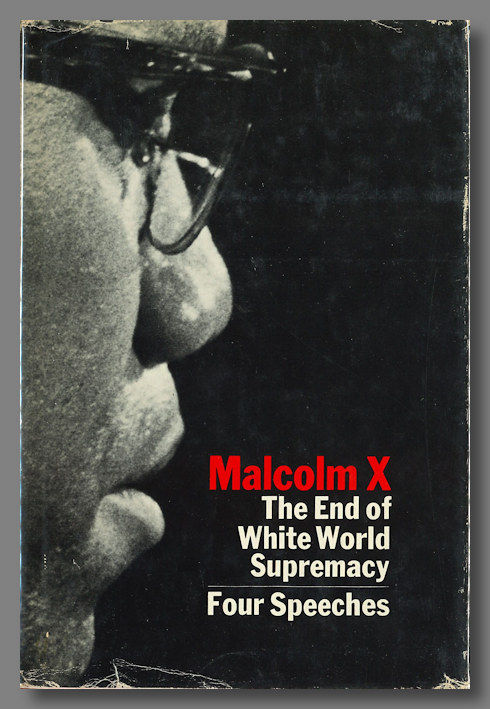 Malcolm X
The End of
White World
Supremacy
Four Speeches